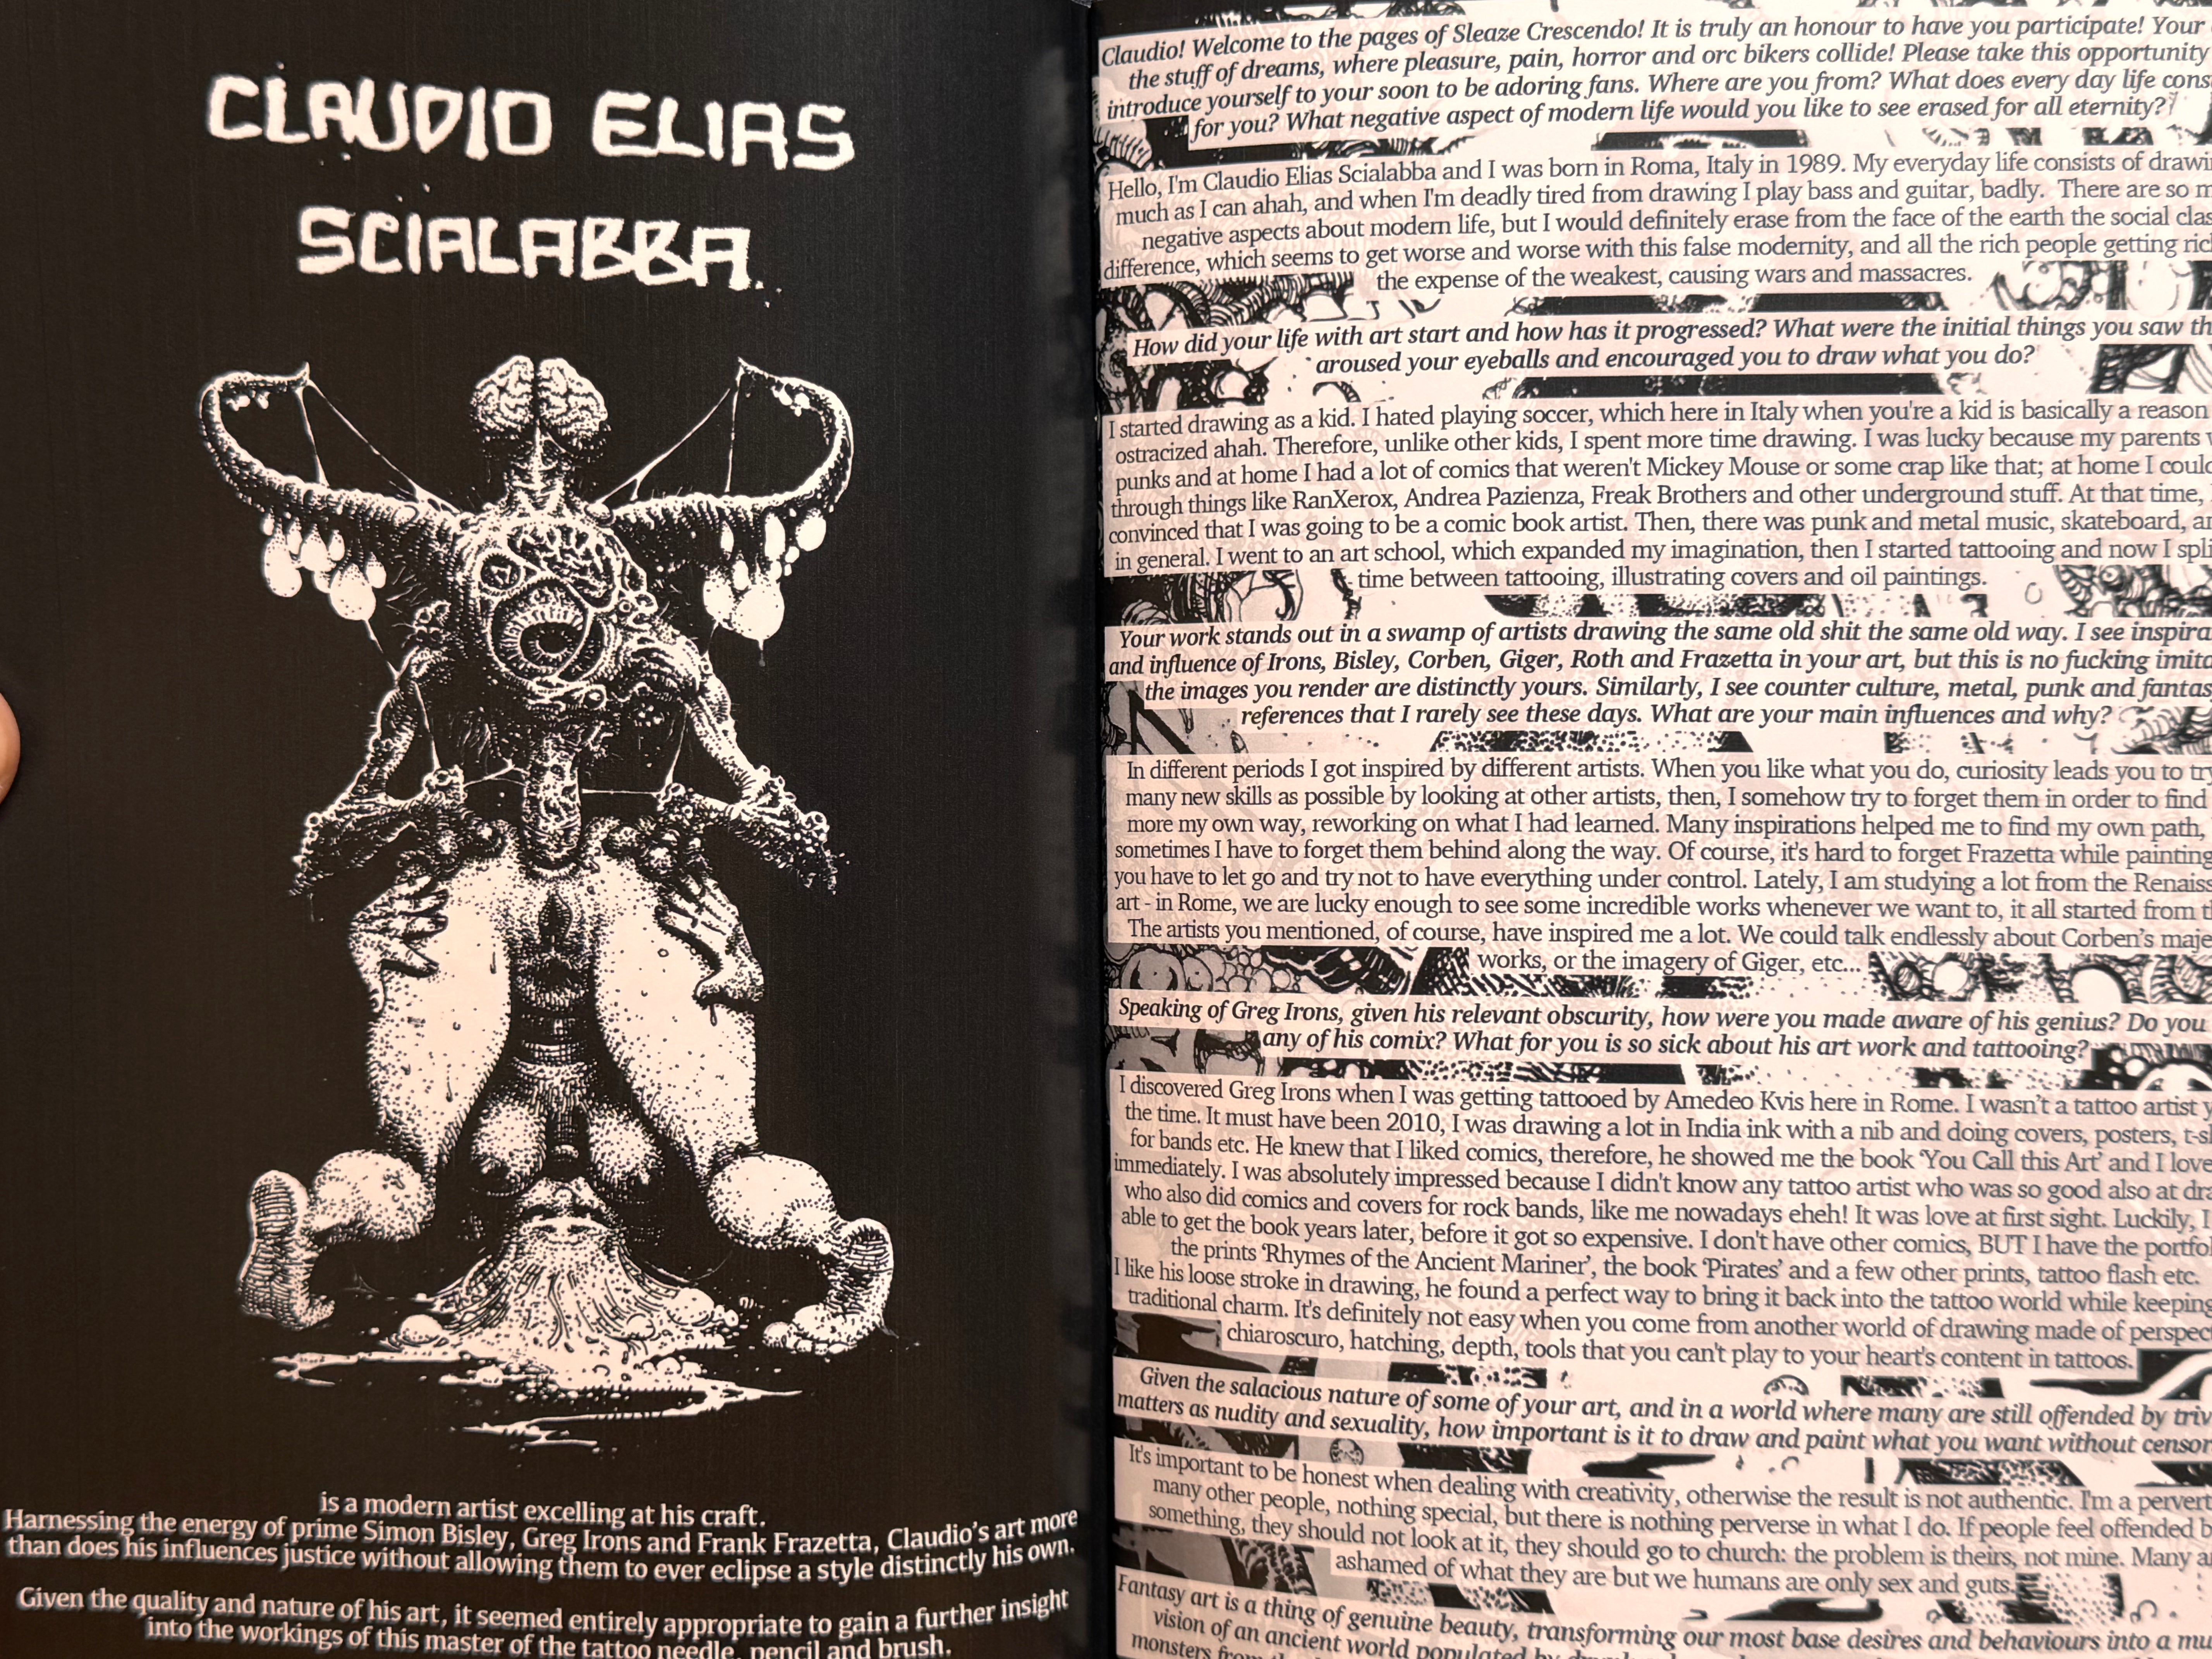 CLAUDIO ELIAS
SCIALABBA
is a modern artist excelling at his craft.
Harnessing the energy of prime Simon Bisley, Greg Irons and Frank Frazetta, Claudio's art more
than does his influences justice without allowing them to ever eclipse a style distinctly his own.
Given the quality and nature of his art, it seemed entirely appropriate to gain a further insight
into the workings of this master of the tattoo needle, pencil and brush.
Claudio! Welcome to the pages of Sleaze Crescendo! It is truly an honour to have you participate! Your
the stuff of dreams, where pleasure, pain, horror and orc bikers collide! Please take this opportunity
introduce yourself to your soon to be adoring fans. Where are you from? What does every day life cons
for you? What negative aspect of modern life would you like to see erased for all eternity?
Hello, I'm Claudio Elias Scialabba and I was born in Roma, Italy in 1989. My everyday life consists of drawi
much as I can ahah, and when I'm deadly tired from drawing I play bass and guitar, badly. There are so m
negative aspects about modern life, but I would definitely erase from the face of the earth the social clas
difference, which seems to get worse and worse with this false modernity, and all the rich people getting ric
the expense of the weakest, causing wars and massacres.
How did your life with art start and how has it progressed? What were the initial things you saw th
aroused your eyeballs and encouraged you to draw what you do?
I started drawing as a kid. I hated playing soccer, which here in Italy when you're a kid is basically a reason
ostracized ahah. Therefore, unlike other kids, I spent more time drawing. I was lucky because my parents
punks and at home I had a lot of comics that weren't Mickey Mouse or some crap like that; at home I coul
through things like RanXerox, Andrea Pazienza, Freak Brothers and other underground stuff. At that time,
convinced that I was going to be a comic book artist. Then, there was punk and metal music, skateboard, a
in general. I went to an art school, which expanded my imagination, then I started tattooing and now I spli
time between tattooing, illustrating covers and oil paintings.
Your work stands out in a swamp of artists drawing the same old shit the same old way. I see inspira
and influence of Irons, Bisley, Corben, Giger, Roth and Frazetta in your art, but this is no fucking imita
the images you render are distinctly yours. Similarly, I see counter culture, metal, punk and fantas
references that I rarely see these days. What are your main influences and why?
In different periods I got inspired by different artists. When you like what you do, curiosity leads you to try
many new skills as possible by looking at other artists, then, I somehow try to forget them in order to find
more my own way, reworking on what I had learned. Many inspirations helped me to find my own path,
sometimes I have to forget them behind along the way. Of course, it's hard to forget Frazetta while painting
you have to let go and try not to have everything under control. Lately, I am studying a lot from the Renaiss
art - in Rome, we are lucky enough to see some incredible works whenever we want to, it all started from t
The artists you mentioned, of course, have inspired me a lot. We could talk endlessly about Corben's maje
works, or the imagery of Giger, etc...
Speaking of Greg Irons, given his relevant obscurity, how were you made aware of his genius? Do you
any of his comix? What for you is so sick about his art work and tattooing?
I discovered Greg Irons when I was getting tattooed by Amedeo Kvis here in Rome. I wasn't a tattoo artist y
the time. It must have been 2010, I was drawing a lot in India ink with a nib and doing covers, posters, t-s
for bands etc. He knew that I liked comics, therefore, he showed me the book 'You Call this Art' and I love
immediately. I was absolutely impressed because I didn't know any tattoo artist who was so good also at dr
who also did comics and covers for rock bands, like me nowadays eheh! It was love at first sight. Luckily, I
able to get the book years later, before it got so expensive. I don't have other comics, BUT I have the portfol
the prints 'Rhymes of the Ancient Mariner', the book 'Pirates' and a few other prints, tattoo flash etc.
I like his loose stroke in drawing, he found a perfect way to bring it back into the tattoo world while keeping
traditional charm. It's definitely not easy when you come from another world of drawing made of perspec
chiaroscuro, hatching, depth, tools that you can't play to your heart's content in tattoos.
Given the salacious nature of some of your art, and in a world where many are still offended by triv
matters as nudity and sexuality, how important is it to draw and paint what you want without censor
It's important to be honest when dealing with creativity, otherwise the result is not authentic. I'm a pervert
many other people, nothing special, but there is nothing perverse in what I do. If people feel offended b
something, they should not look at it, they should go to church: the problem is theirs, not mine. Many a
ashamed of what they are but we humans are only sex and guts.
Fantasy art is a thing of genuine beauty, transforming our most base desires and behaviours into a mu
vision of an ancient world populated by
monsters from